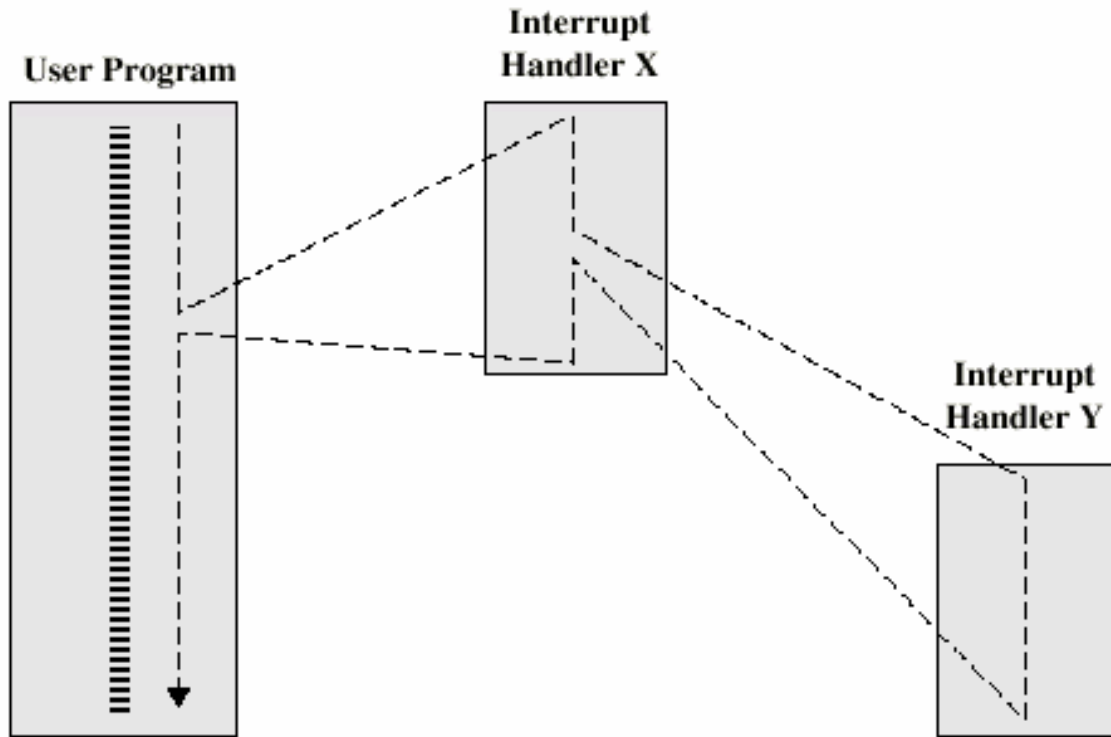 User Program
Interrupt
Handler X
Interrupt
Handler Y